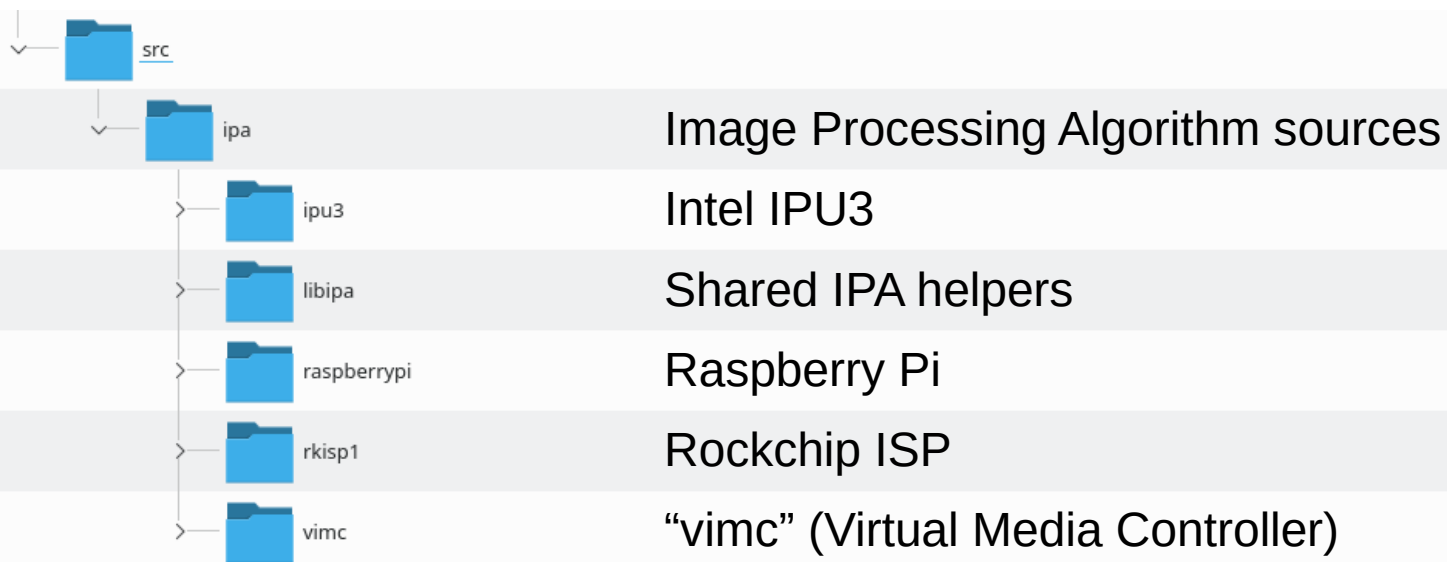 src
ipa Image Processing Algorithm sources
ipu3 Intel IPU3
libipa Shared IPA helpers
raspberrypi Raspberry Pi
rkisp1 Rockchip ISP
vimc “vimc” (Virtual Media Controller)